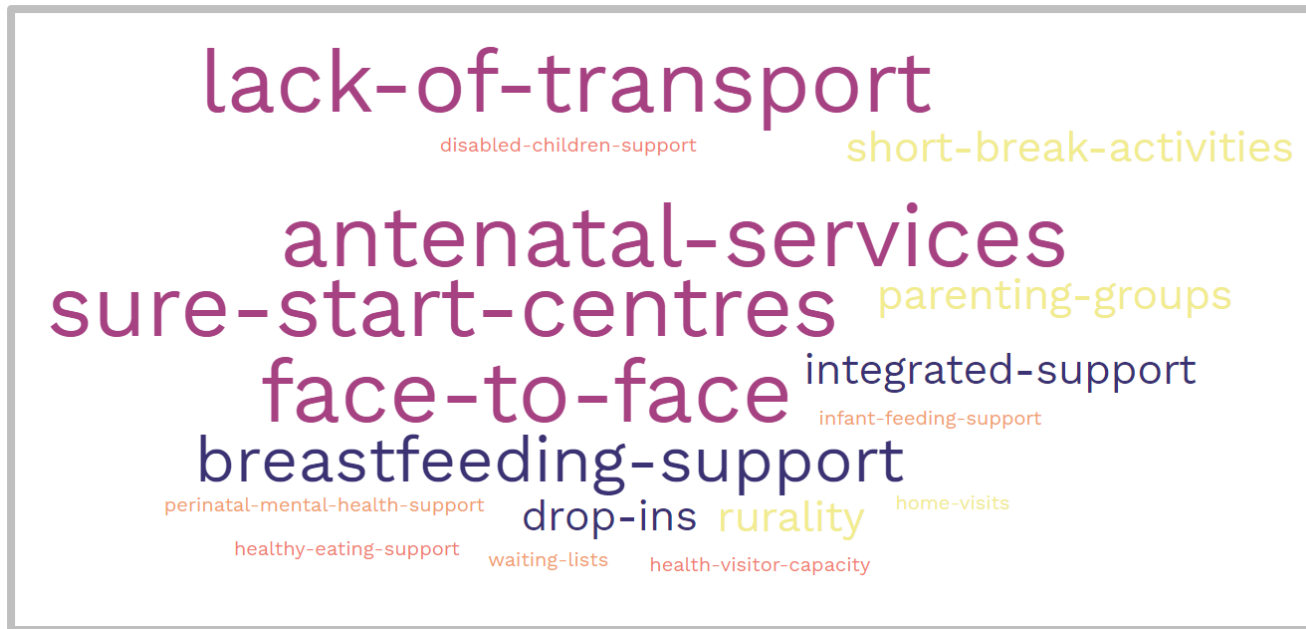 lack-of-transport
disabled-children-support
short-break-activities
antenatal-services
sure-start-centres
parenting-groups
face-to-face
integrated-support
infant-feeding-support
breastfeeding-support
perinatal-mental-health-support
drop-ins
rurality
home-visits
healthy-eating-support
waiting-lists
health-visitor-capacity